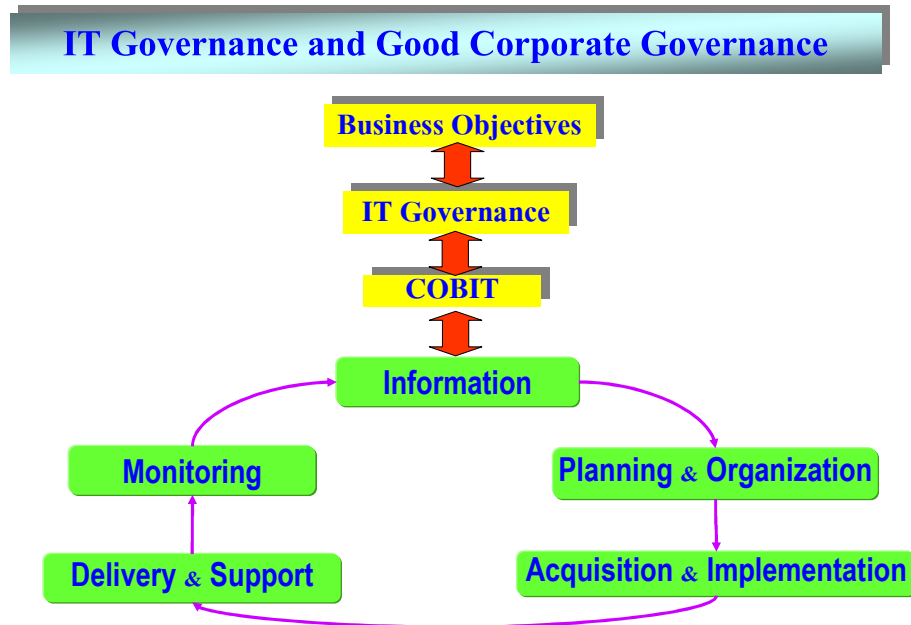 IT Governance and Good Corporate Governance
Business Objectives
IT Governance
COBIT
Information
Monitoring
Planning & Organization
Delivery & Support
Acquisition & Implementation